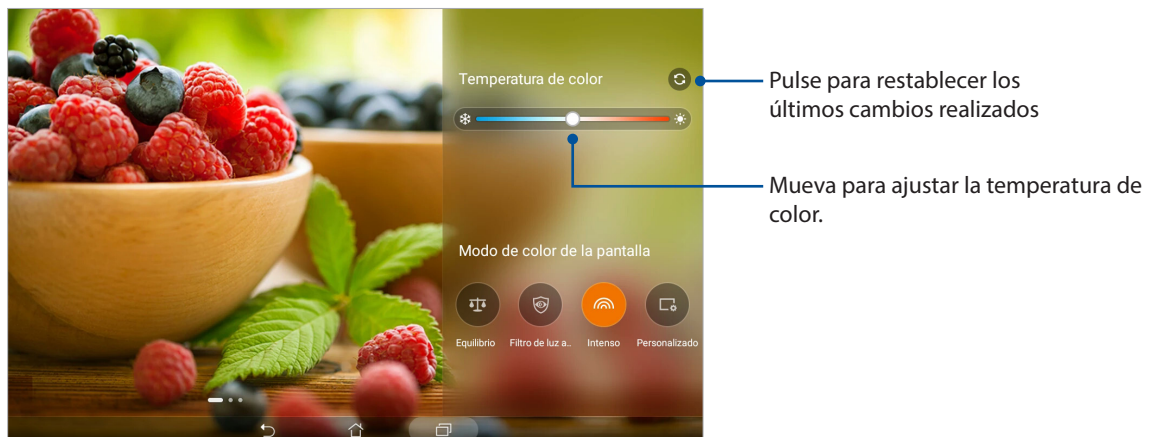 Temperatura de color
Pulse para restablecer los
últimos cambios realizados
Mueva para ajustar la temperatura de
color.
Modo de color de la pantalla
Equilibrio
Filtro de luz a..
Intenso
Personalizado